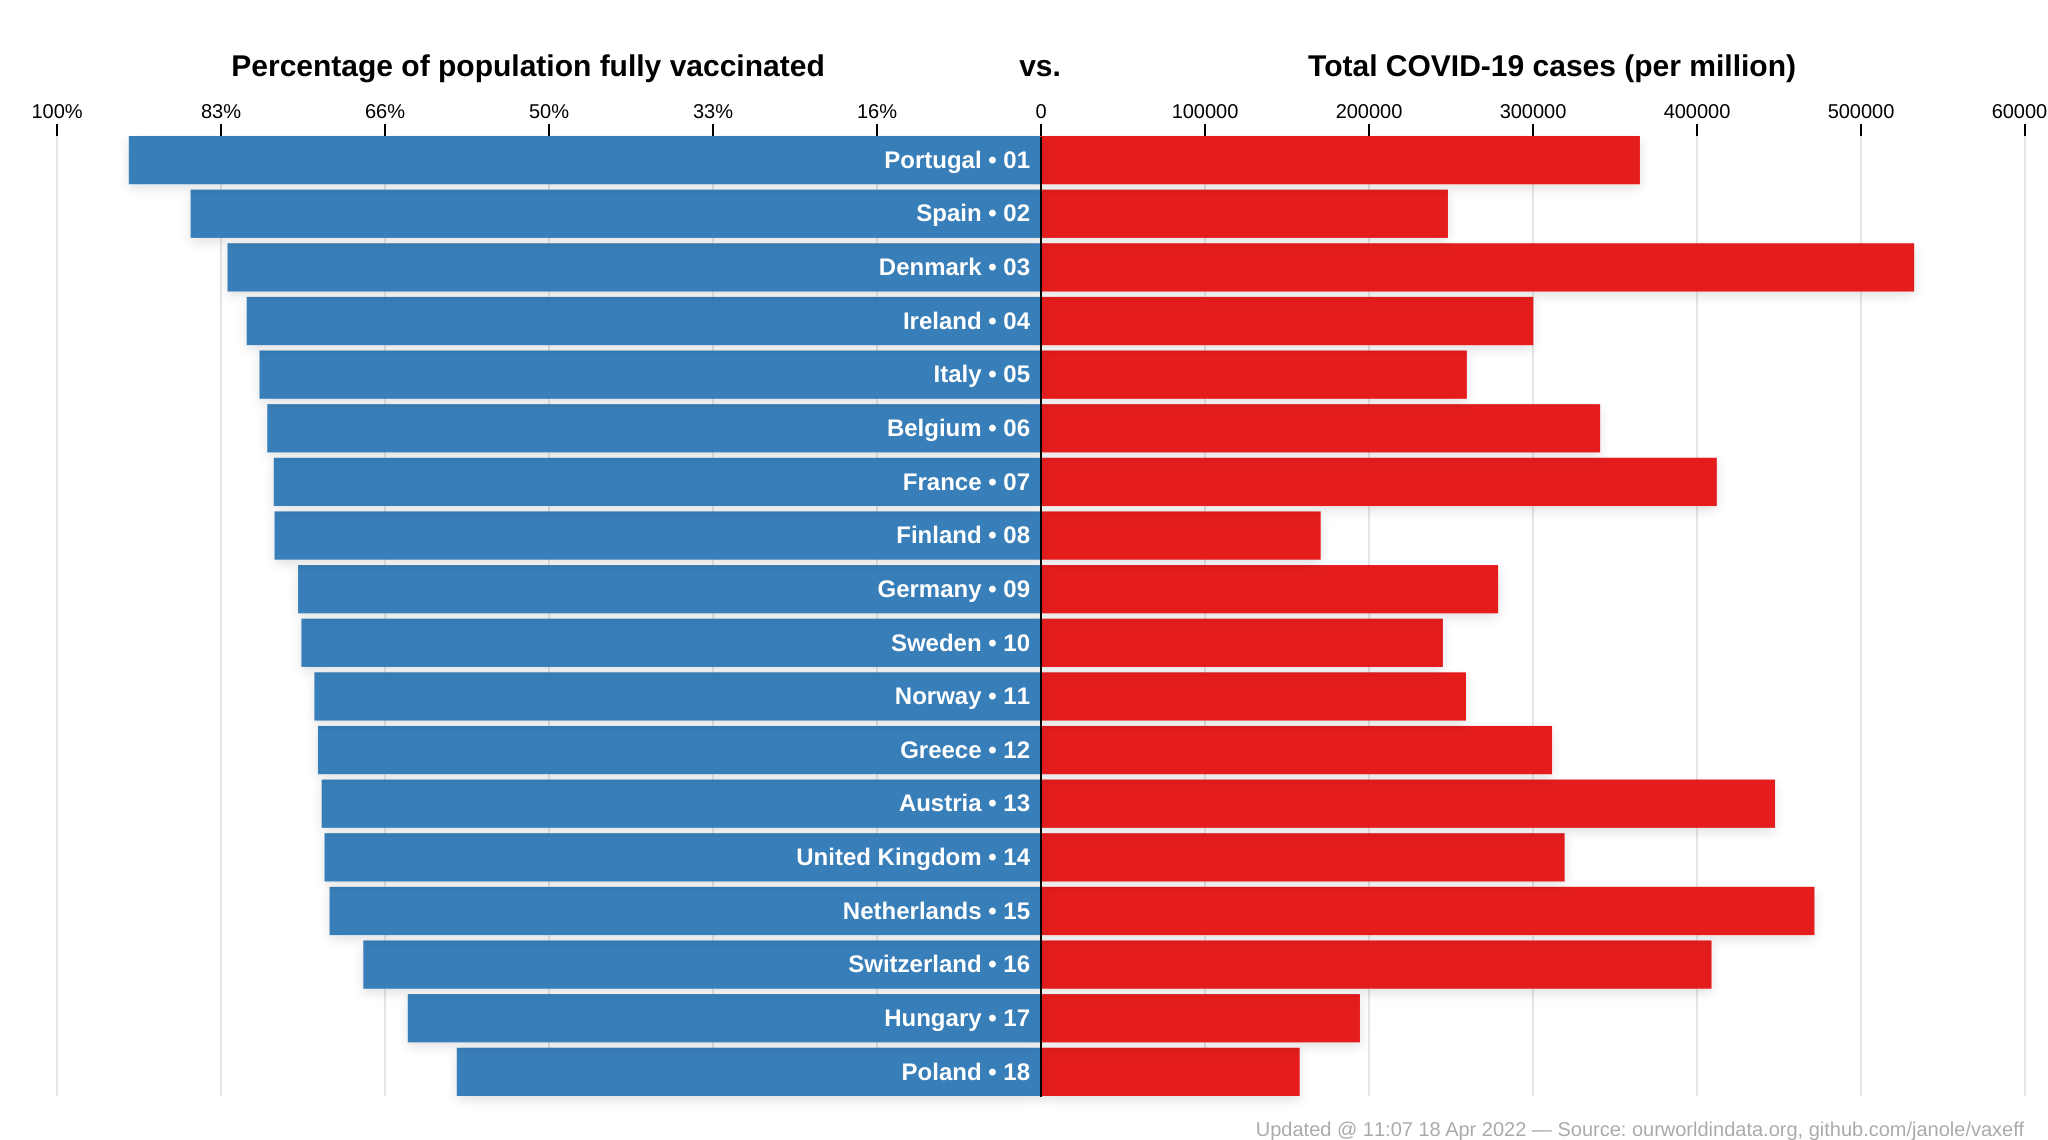 Percentage of population fully vaccinated vs. Total COVID-19 cases (per million)
100% 83% 66% 50% 33% 16% 0 100000 200000 300000 400000 500000 60000
Portugal • 01
Spain • 02
Denmark • 03
Ireland • 04
Italy • 05
Belgium • 06
France • 07
Finland • 08
Germany • 09
Sweden • 10
Norway • 11
Greece • 12
Austria • 13
United Kingdom • 14
Netherlands • 15
Switzerland • 16
Hungary • 17
Poland • 18
Updated @ 11:07 18 Apr 2022 — Source: ourworldindata.org, github.com/janole/vaxeff